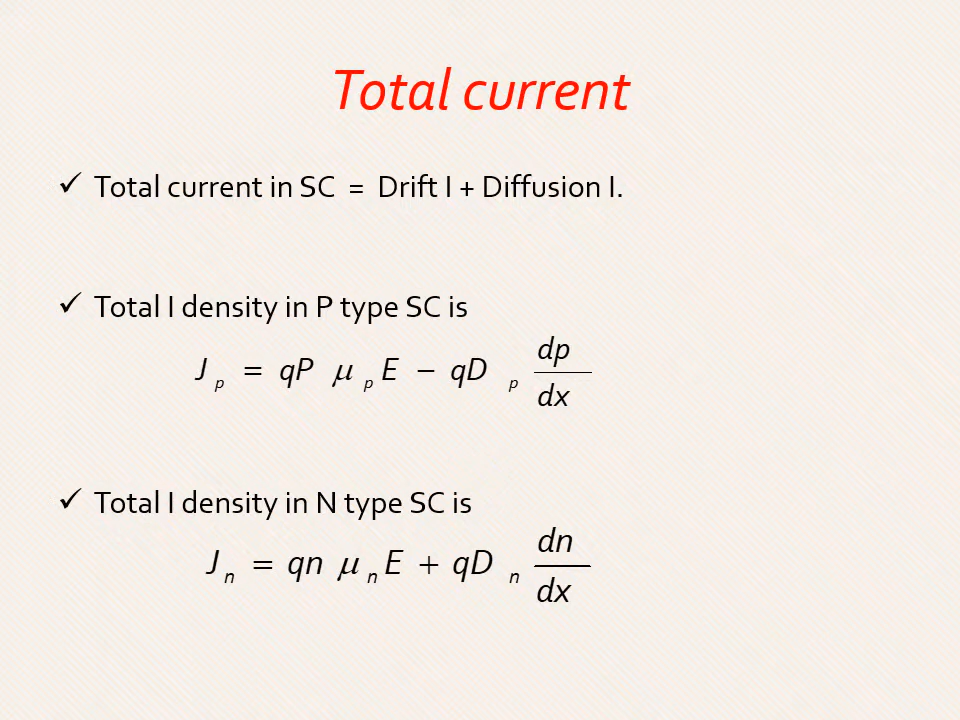 Total current
✓ Total current in SC = Drift I + Diffusion I.
✓ Total I density in P type SC is
J_p = qP μ_p E − qD_p dp/dx
✓ Total I density in N type SC is
J_n = qn μ_n E + qD_n dn/dx